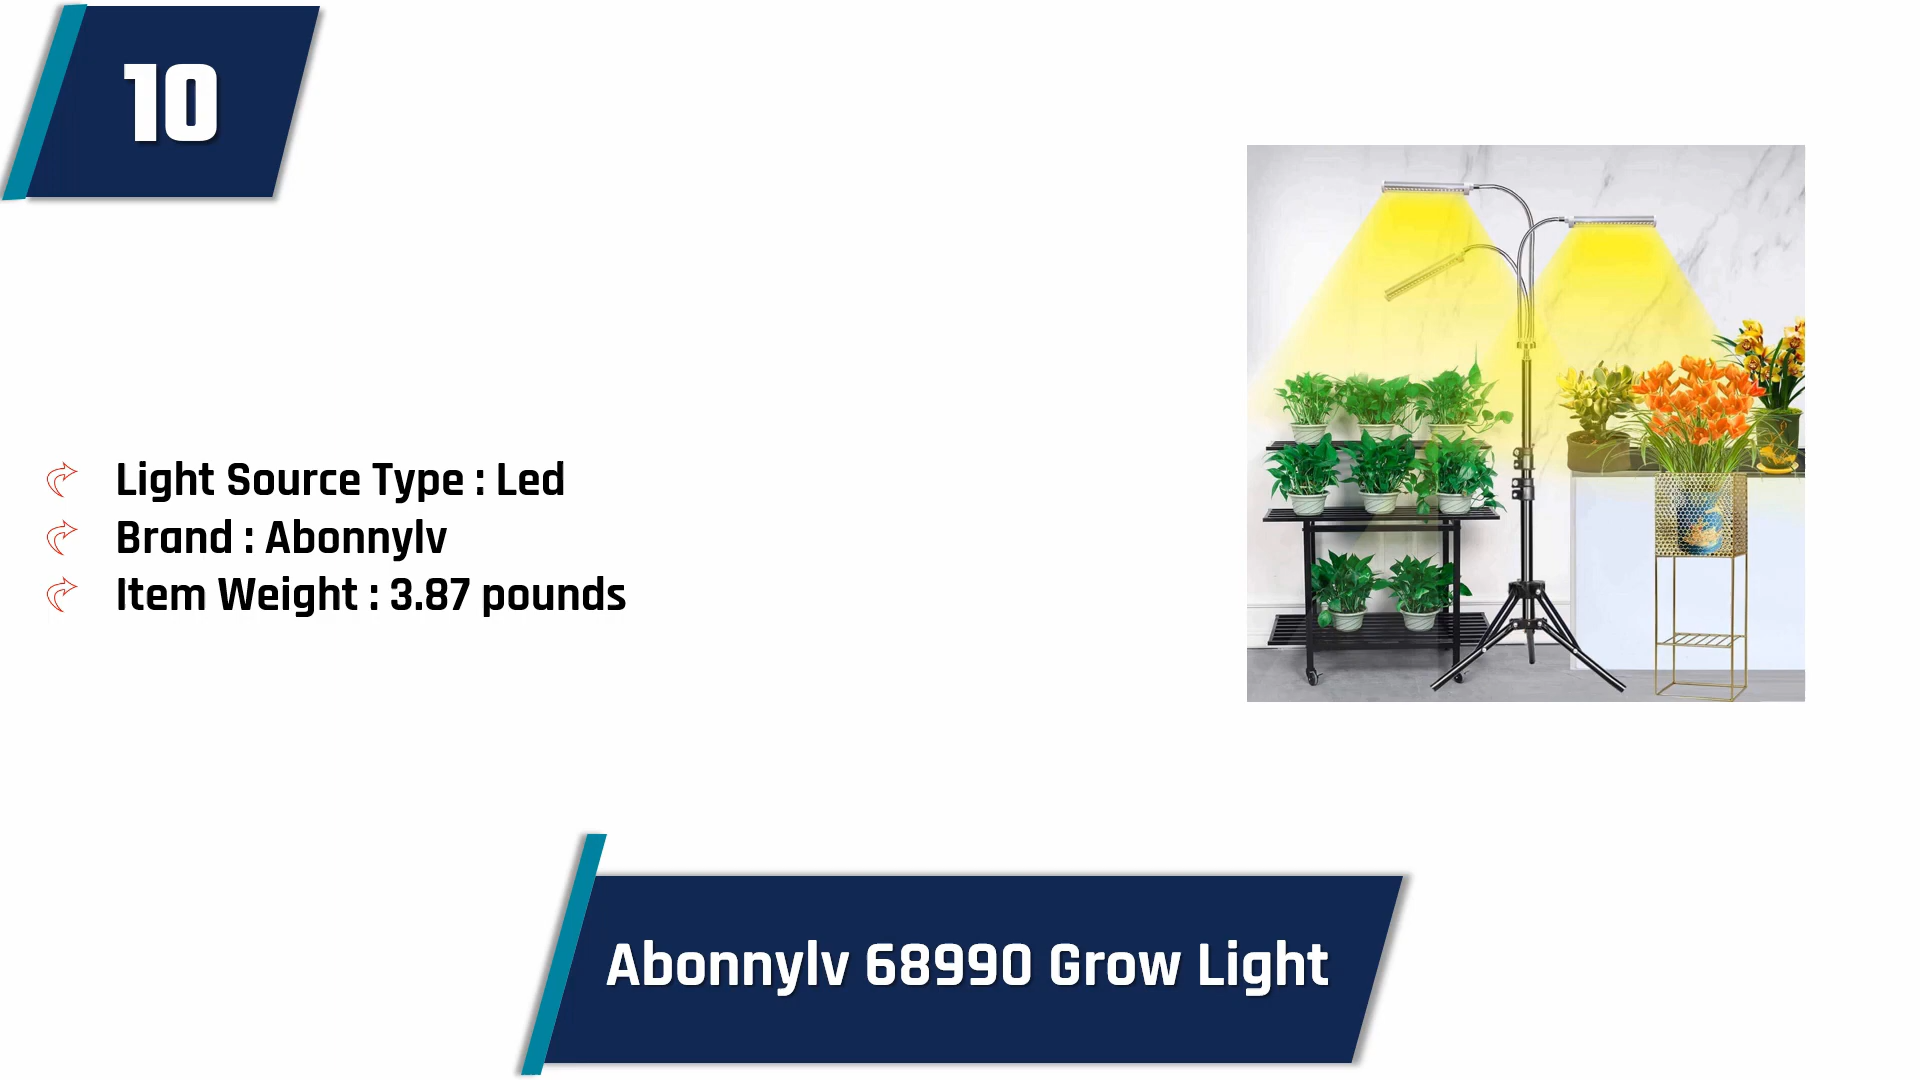 10
Light Source Type : Led
Brand : Abonnylv
Item Weight : 3.87 pounds
Abonnylv 68990 Grow Light